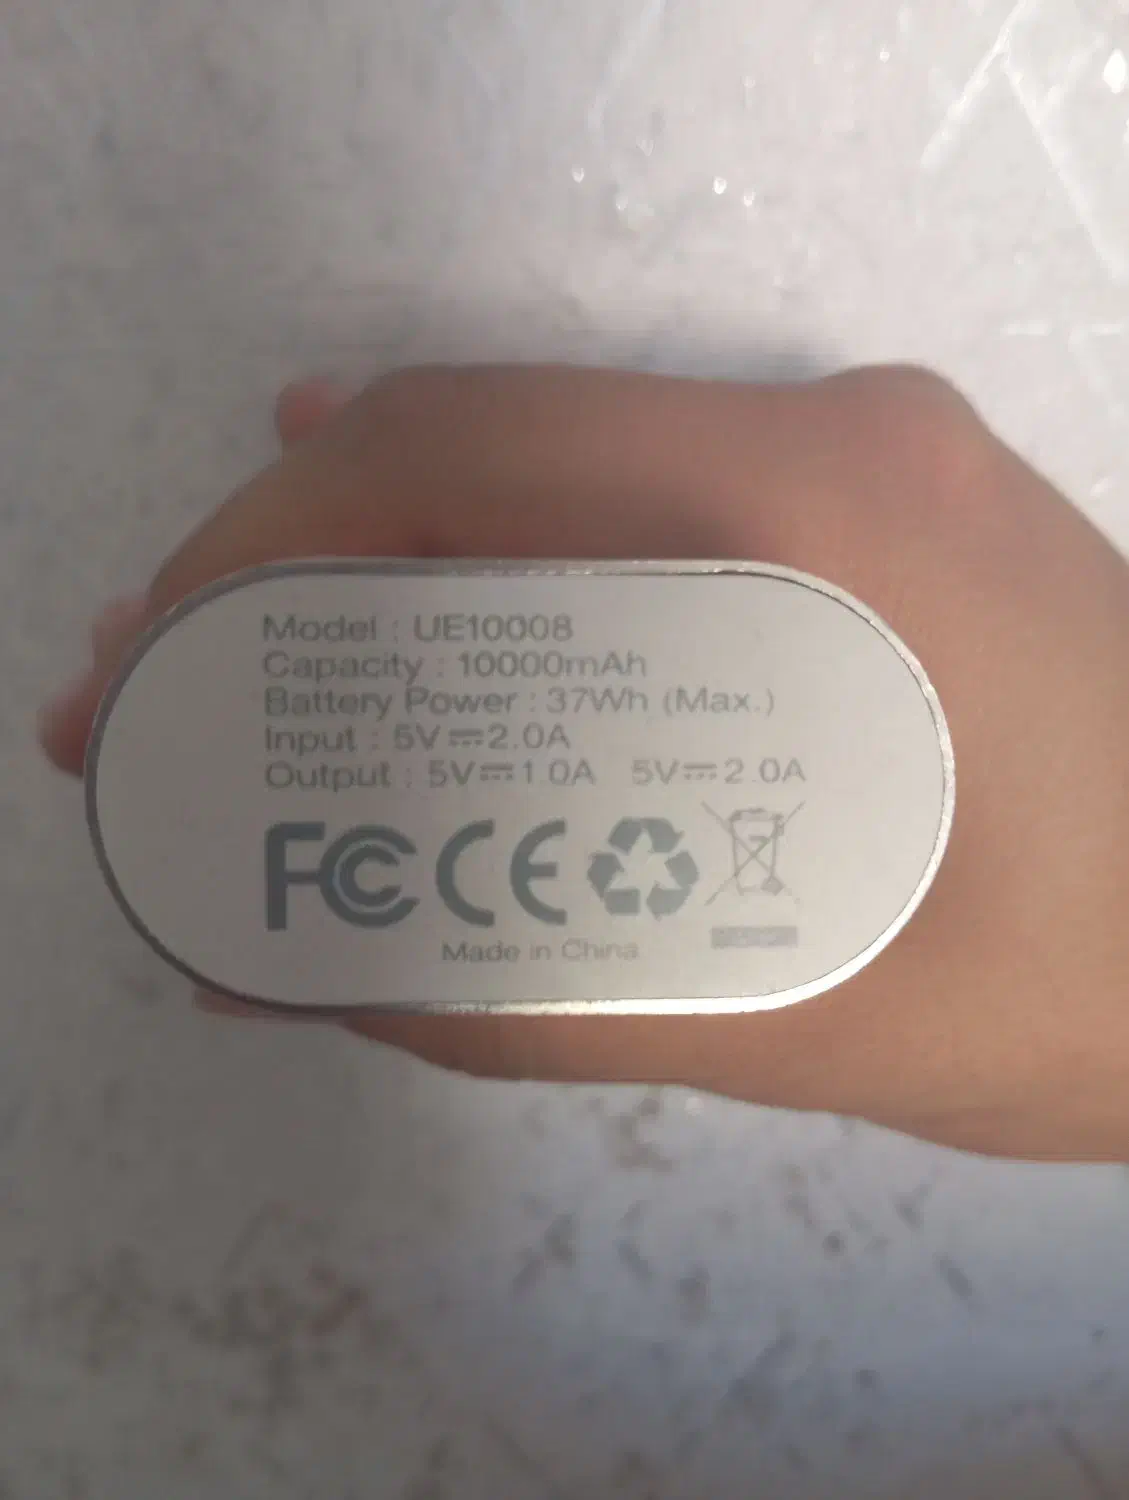 Model : UE10008
Capacity : 10000mAh
Battery Power : 37Wh (Max.)
Input : 5V⎓2.0A
Output : 5V⎓1.0A 5V⎓2.0A
FC CE
Made in China